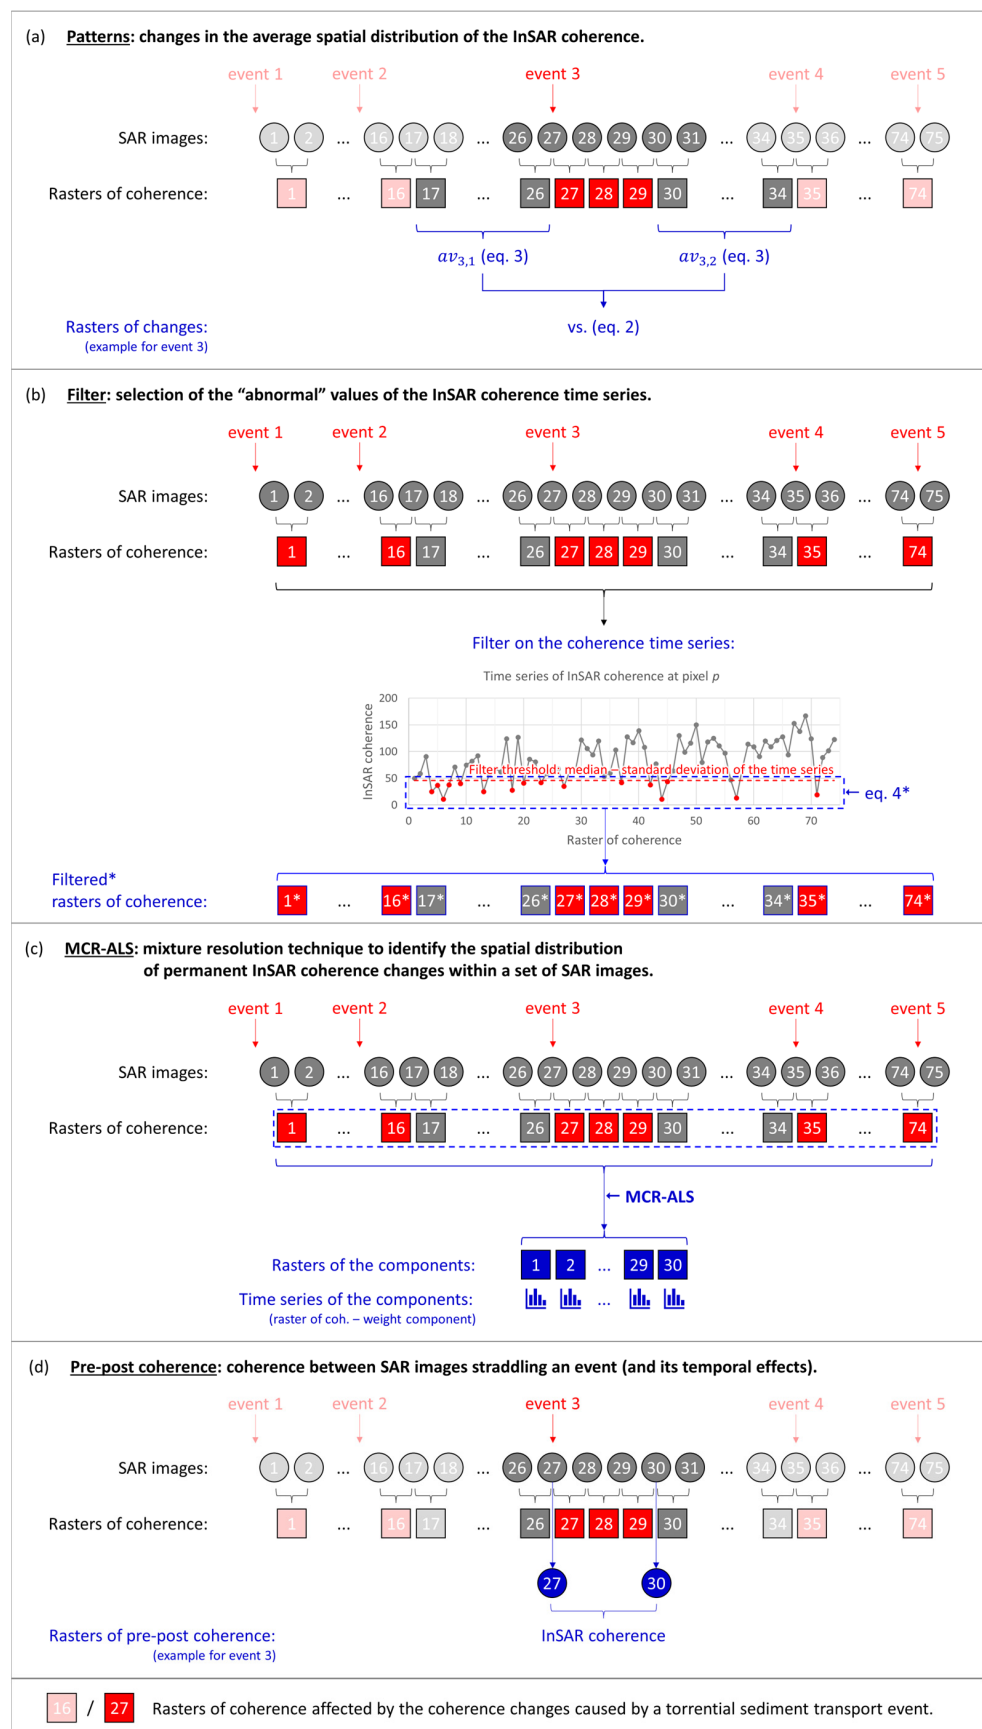 (a) Patterns: changes in the average spatial distribution of the InSAR coherence.
event 1 event 2 event 3 event 4 event 5
SAR images: 1 2 ... 16 17 18 ... 26 27 28 29 30 31 ... 34 35 36 ... 74 75
Rasters of coherence: 1 ... 16 17 ... 26 27 28 29 30 ... 34 35 ... 74
av3,1 (eq. 3) av3,2 (eq. 3)
Rasters of changes: vs. (eq. 2)
(example for event 3)
(b) Filter: selection of the “abnormal” values of the InSAR coherence time series.
event 1 event 2 event 3 event 4 event 5
SAR images: 1 2 ... 16 17 18 ... 26 27 28 29 30 31 ... 34 35 36 ... 74 75
Rasters of coherence: 1 ... 16 17 ... 26 27 28 29 30 ... 34 35 ... 74
Filter on the coherence time series:
Time series of InSAR coherence at pixel p
InSAR coherence
200
150
100
Filter threshold: median – standard deviation of the time series
50
← eq. 4*
0
0 10 20 30 40 50 60 70
Raster of coherence
Filtered*
rasters of coherence: 1* ... 16* 17* ... 26* 27* 28* 29* 30* ... 34* 35* ... 74*
(c) MCR-ALS: mixture resolution technique to identify the spatial distribution
of permanent InSAR coherence changes within a set of SAR images.
event 1 event 2 event 3 event 4 event 5
SAR images: 1 2 ... 16 17 18 ... 26 27 28 29 30 31 ... 34 35 36 ... 74 75
Rasters of coherence: 1 ... 16 17 ... 26 27 28 29 30 ... 34 35 ... 74
← MCR-ALS
Rasters of the components: 1 2 ... 29 30
Time series of the components: ...
(raster of coh. – weight component)
(d) Pre-post coherence: coherence between SAR images straddling an event (and its temporal effects).
event 1 event 2 event 3 event 4 event 5
SAR images: 1 2 ... 16 17 18 ... 26 27 28 29 30 31 ... 34 35 36 ... 74 75
Rasters of coherence: 1 ... 16 17 ... 26 27 28 29 30 ... 34 35 ... 74
27 30
Rasters of pre-post coherence: InSAR coherence
(example for event 3)
16 / 27 Rasters of coherence affected by the coherence changes caused by a torrential sediment transport event.